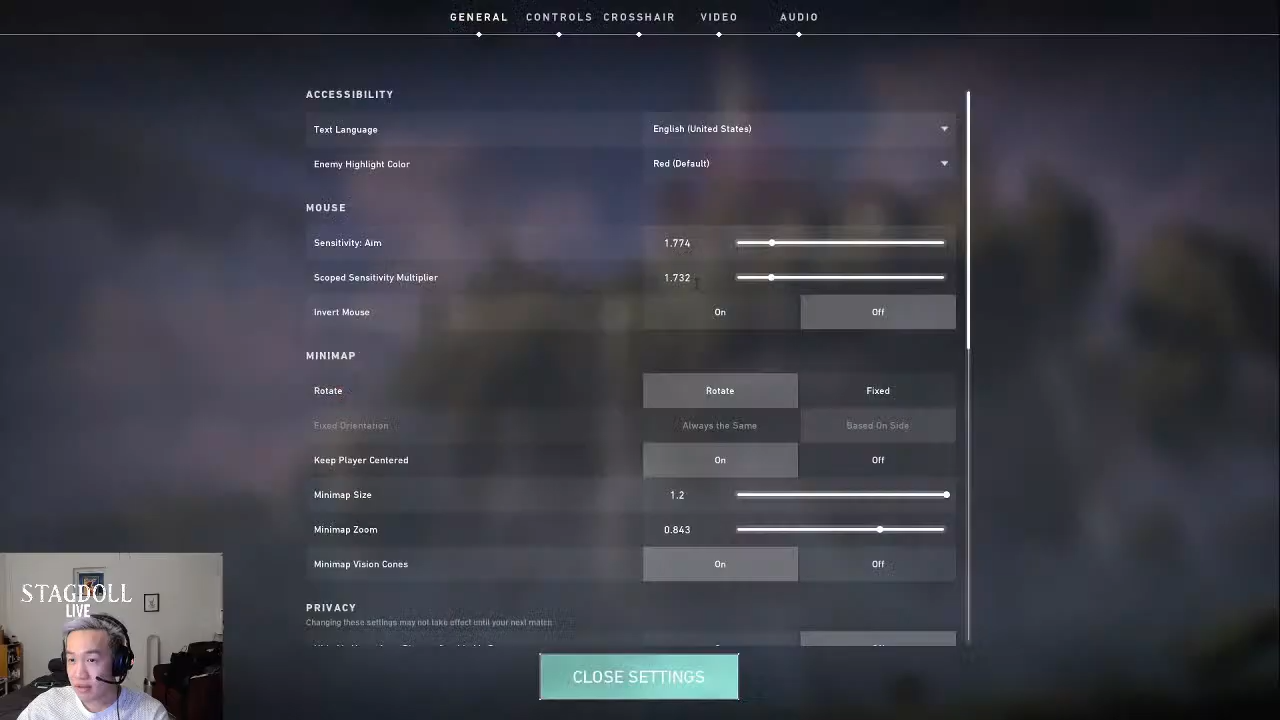 GENERAL CONTROLS CROSSHAIR VIDEO AUDIO
ACCESSIBILITY
Text Language English (United States)
Enemy Highlight Color Red (Default)
MOUSE
Sensitivity: Aim 1.774
Scoped Sensitivity Multiplier 1.732
Invert Mouse On Off
MINIMAP
Rotate Rotate Fixed
Fixed Orientation Always the Same Based On Side
Keep Player Centered On Off
Minimap Size 1.2
Minimap Zoom 0.843
Minimap Vision Cones On Off
PRIVACY
Changing these settings may not take effect until your next match.
CLOSE SETTINGS
STAGDOLL
LIVE